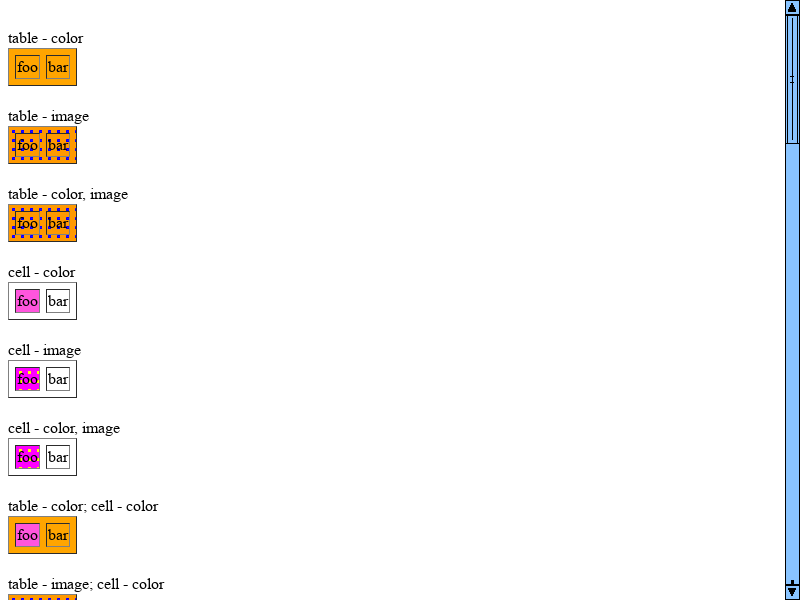 table - color
foo bar
table - image
foo bar
table - color, image
foo bar
cell - color
foo bar
cell - image
foo bar
cell - color, image
foo bar
table - color; cell - color
foo bar
table - image; cell - color